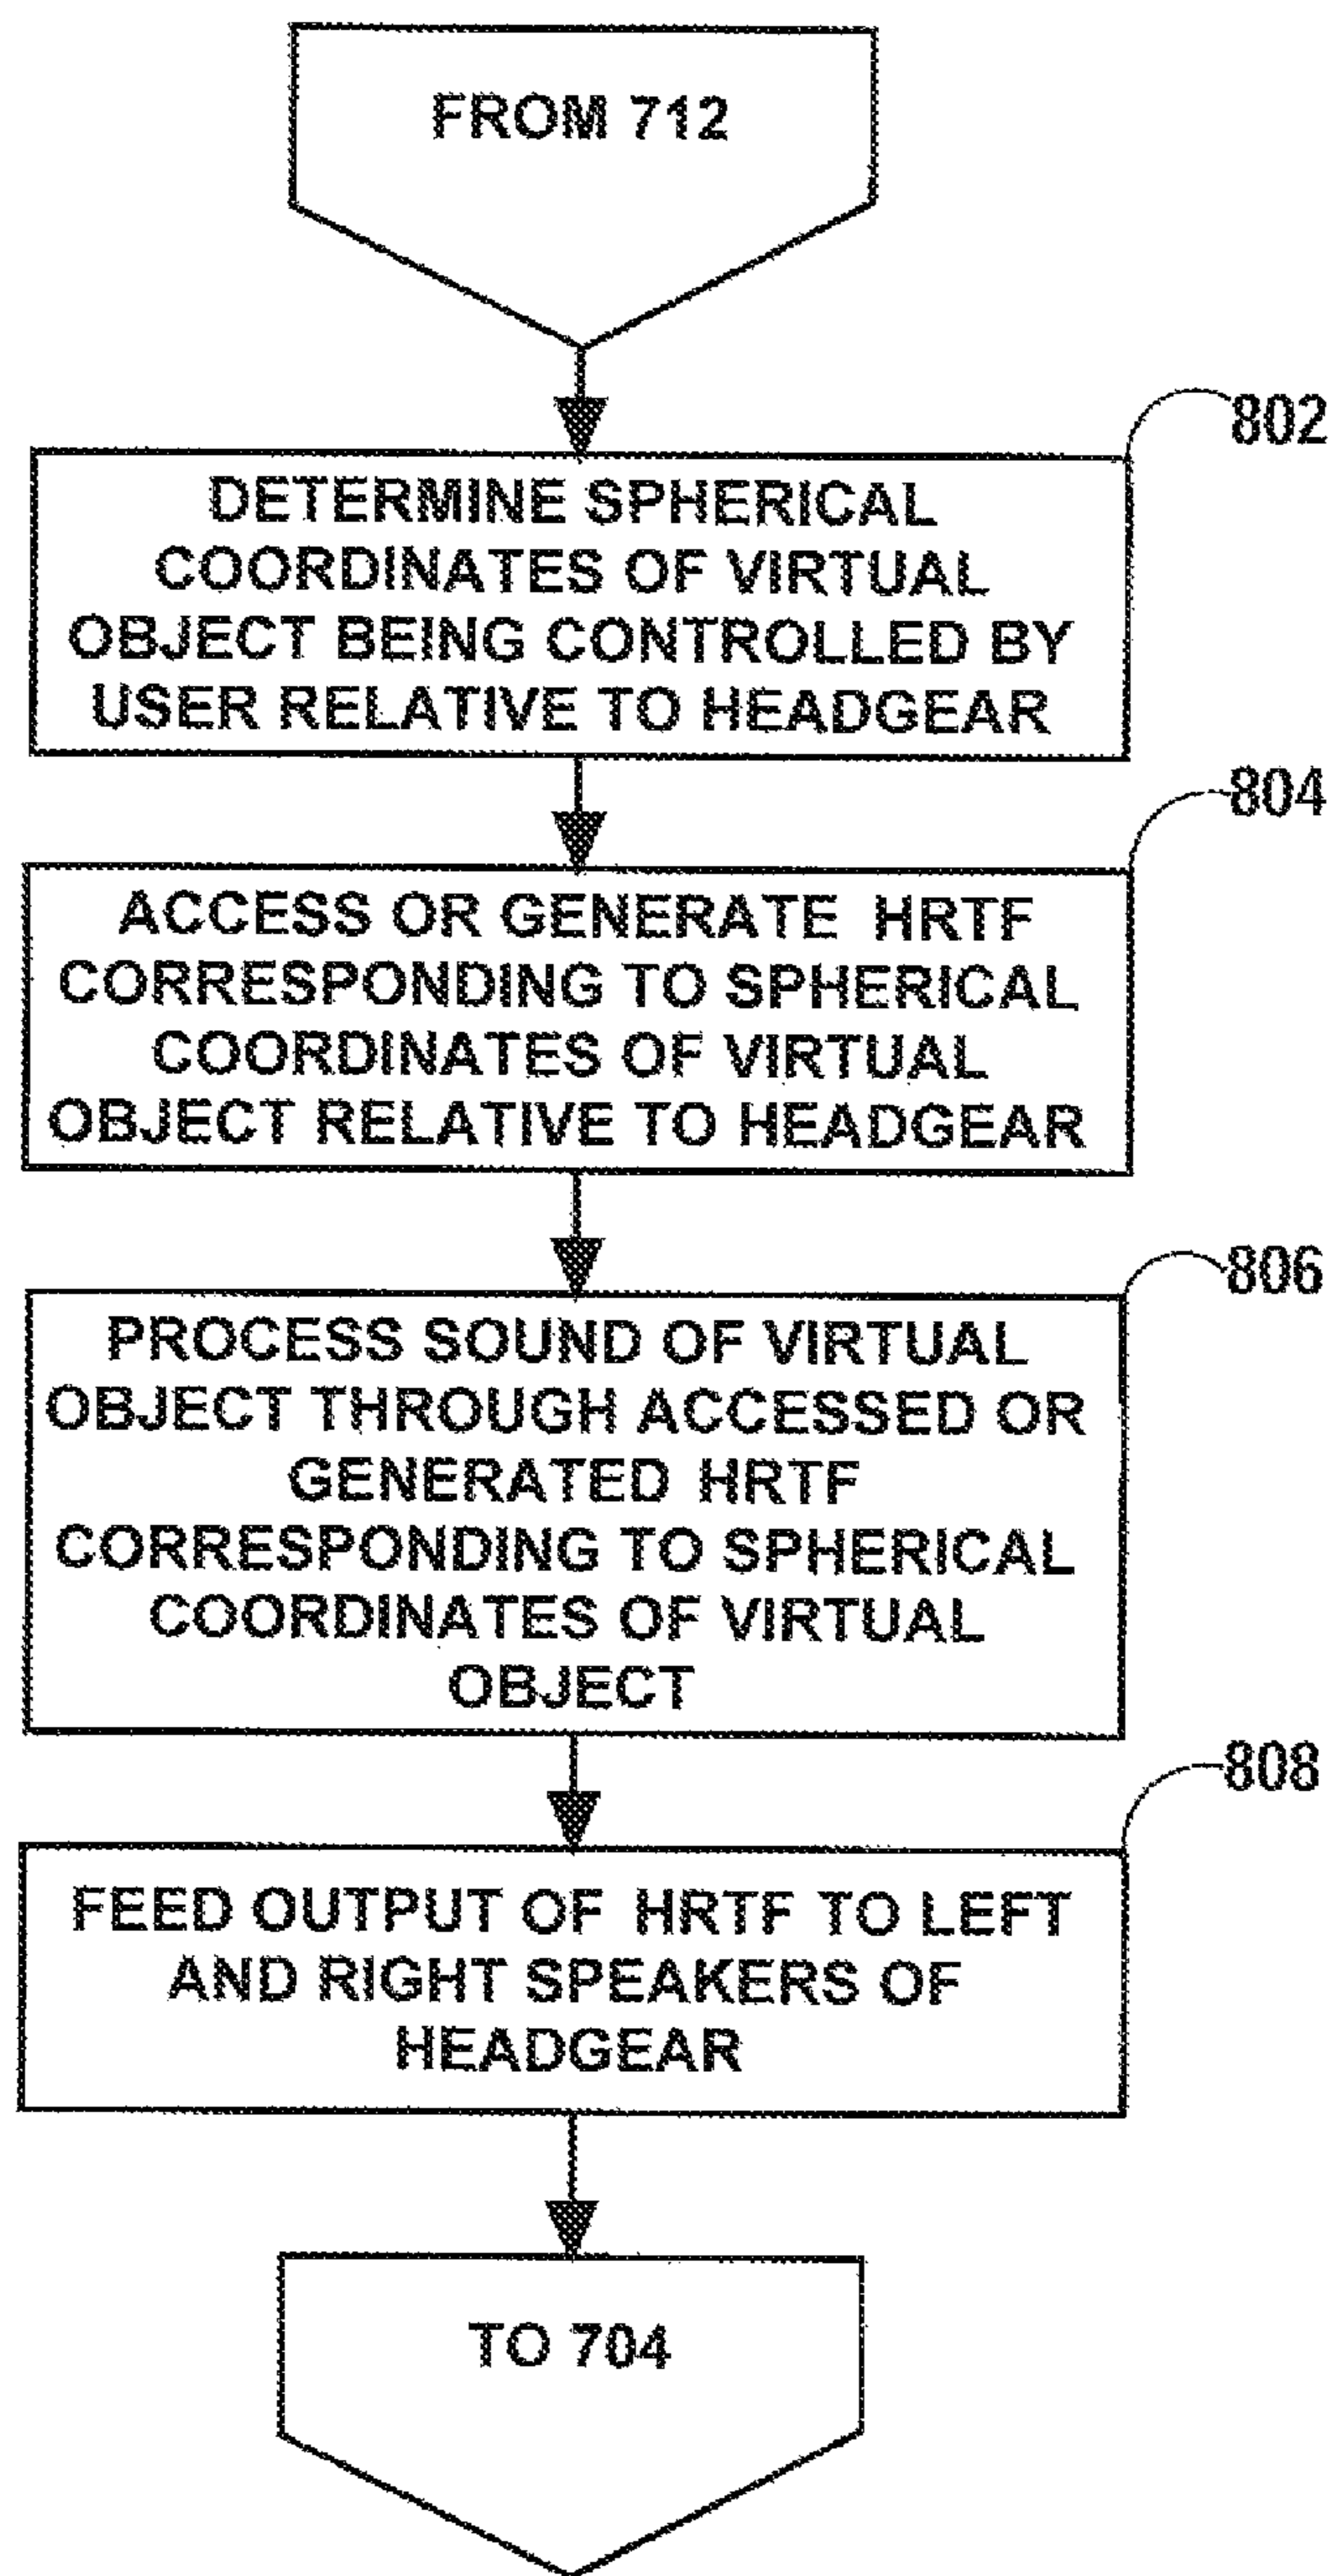 FROM 712
802
DETERMINE SPHERICAL
COORDINATES OF VIRTUAL
OBJECT BEING CONTROLLED BY
USER RELATIVE TO HEADGEAR
804
ACCESS OR GENERATE HRTF
CORRESPONDING TO SPHERICAL
COORDINATES OF VIRTUAL
OBJECT RELATIVE TO HEADGEAR
806
PROCESS SOUND OF VIRTUAL
OBJECT THROUGH ACCESSED OR
GENERATED HRTF
CORRESPONDING TO SPHERICAL
COORDINATES OF VIRTUAL
OBJECT
808
FEED OUTPUT OF HRTF TO LEFT
AND RIGHT SPEAKERS OF
HEADGEAR
TO 704